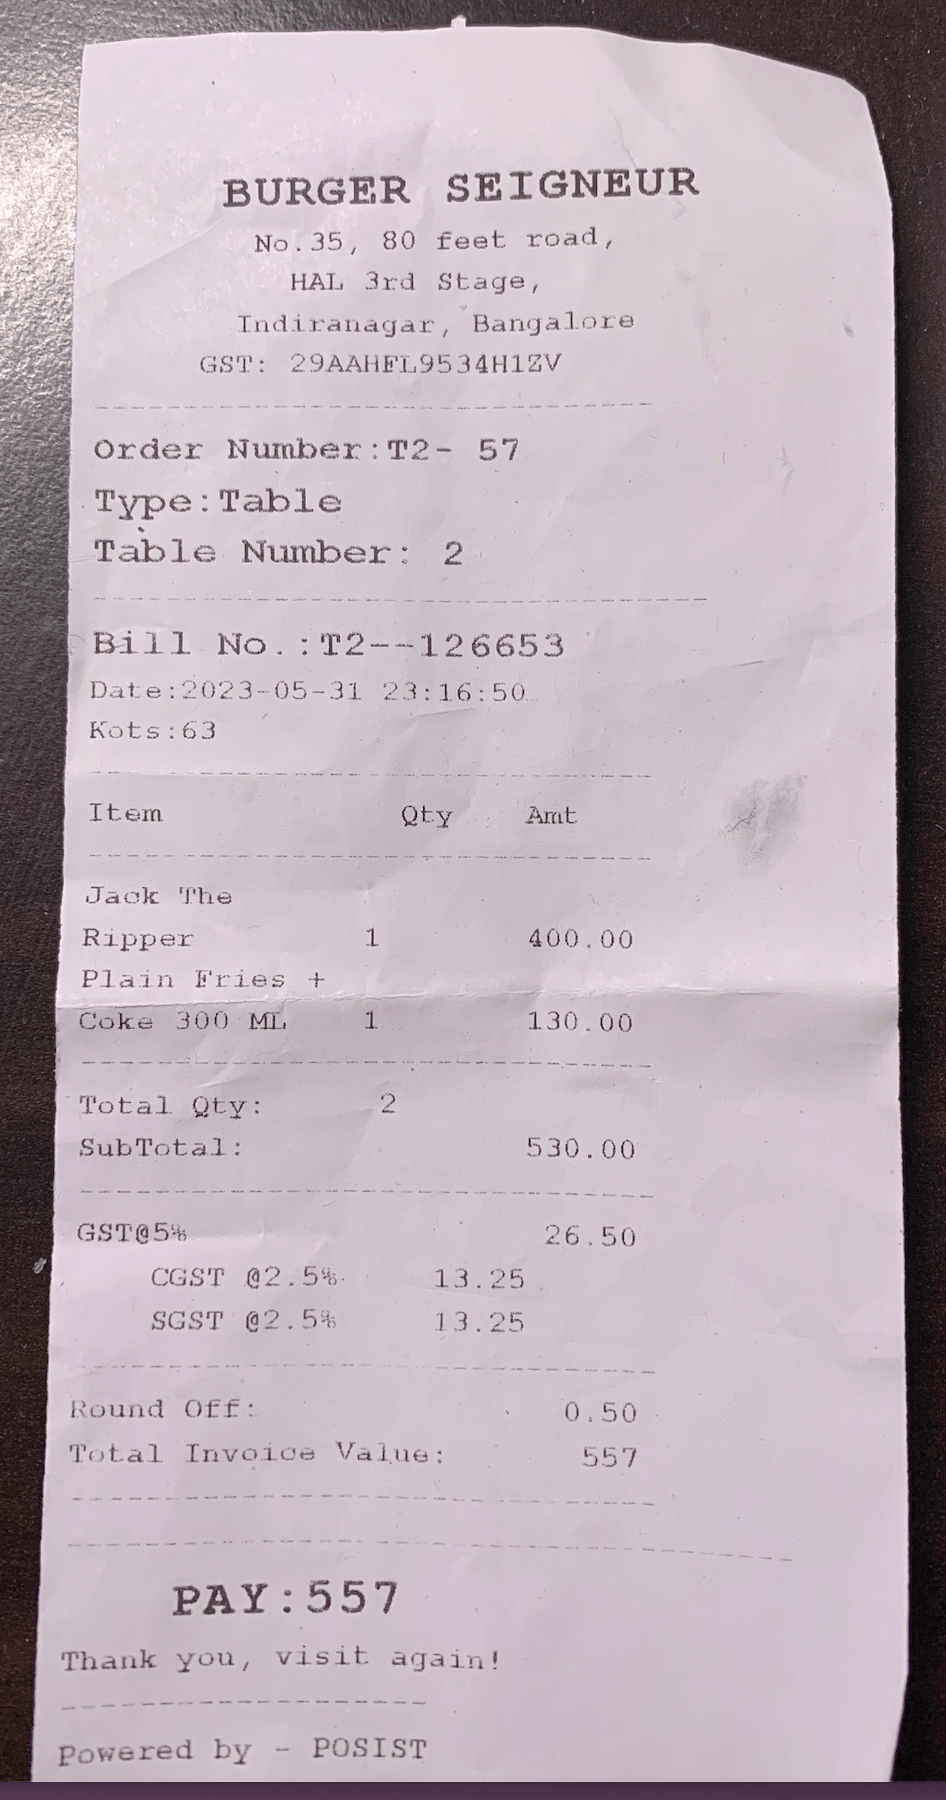 BURGER SEIGNEUR
No.35, 80 feet road,
HAL 3rd Stage,
Indiranagar, Bangalore
GST: 29AAHFL9534H1ZV
Order Number:T2- 57
Type:Table
Table Number: 2
Bill No.:T2--126653
Date:2023-05-31 23:16:50
Kots:63
Item Qty Amt
Jack The
Ripper 1 400.00
Plain Fries +
Coke 300 ML 1 130.00
Total Qty: 2
SubTotal: 530.00
GST@5% 26.50
CGST @2.5% 13.25
SGST @2.5% 13.25
Round Off: 0.50
Total Invoice Value: 557
PAY:557
Thank you, visit again!
Powered by - POSIST